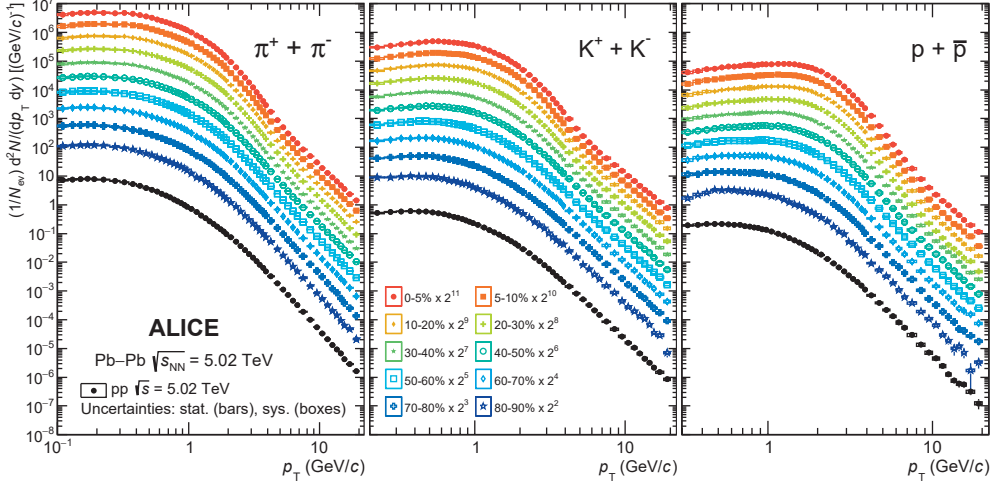 (1/N_ev) d²N/(dp_T dy) [(GeV/c)⁻¹]
10⁷
10⁶
10⁵
10⁴
10³
10²
10
1
10⁻¹
10⁻²
10⁻³
10⁻⁴
10⁻⁵
10⁻⁶
10⁻⁷
10⁻⁸
π⁺ + π⁻
K⁺ + K⁻
p + p̅
ALICE
Pb–Pb √s_NN = 5.02 TeV
pp √s = 5.02 TeV
Uncertainties: stat. (bars), sys. (boxes)
0-5% x 2¹¹
5-10% x 2¹⁰
10-20% x 2⁹
20-30% x 2⁸
30-40% x 2⁷
40-50% x 2⁶
50-60% x 2⁵
60-70% x 2⁴
70-80% x 2³
80-90% x 2²
10⁻¹ 1 10
1 10
1 10
p_T (GeV/c)
p_T (GeV/c)
p_T (GeV/c)